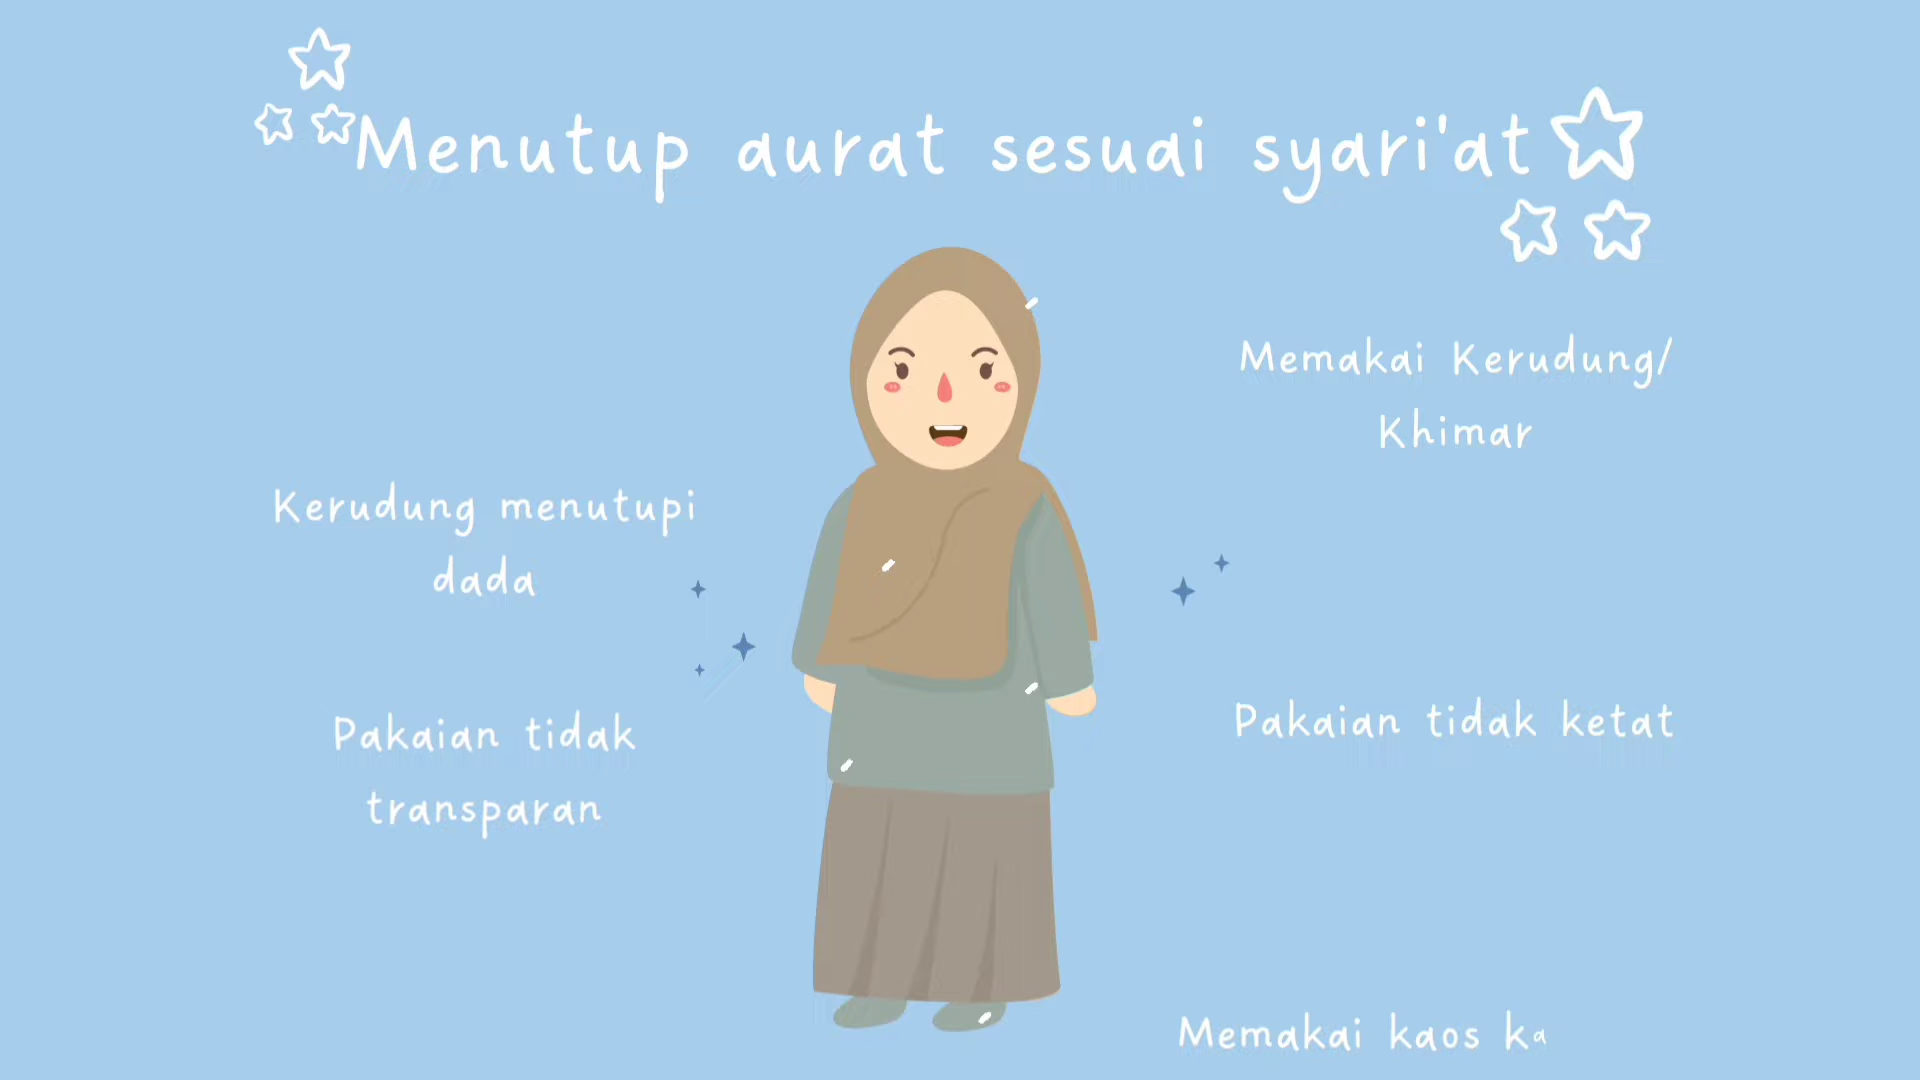 Menutup aurat sesuai syari'at
Memakai Kerudung/
Khimar
Kerudung menutupi
dada
Pakaian tidak
transparan
Pakaian tidak ketat
Memakai kaos ka